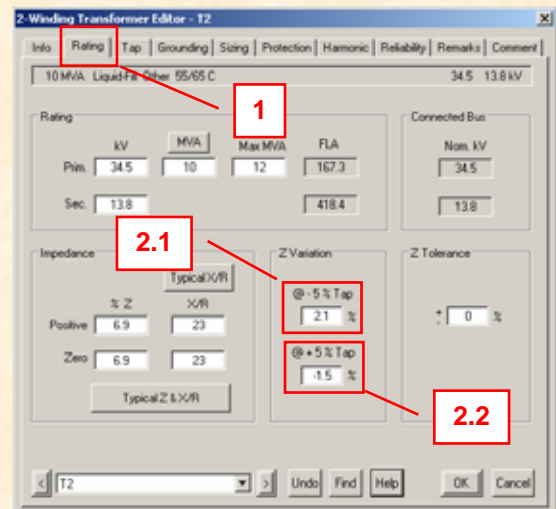 2-Winding Transformer Editor - T2
Info Rating Tap Grounding Sizing Protection Harmonic Reliability Remarks Comment
10 MVA Liquid-Fill Other 55/65 C 34.5 13.8 kV
1
Rating
Connected Bus
kV MVA Max MVA FLA Nom. kV
Prim. 34.5 10 12 167.3 34.5
Sec. 13.8 418.4 13.8
2.1
Impedance
Z Variation
Z Tolerance
Typical X/R
% Z X/R
@ - 5 % Tap
Positive 6.9 23
2.1 %
± 0 %
Zero 6.9 23
@ + 5 % Tap
-1.5 %
Typical Z & X/R
2.2
< T2 > Undo Find Help OK Cancel